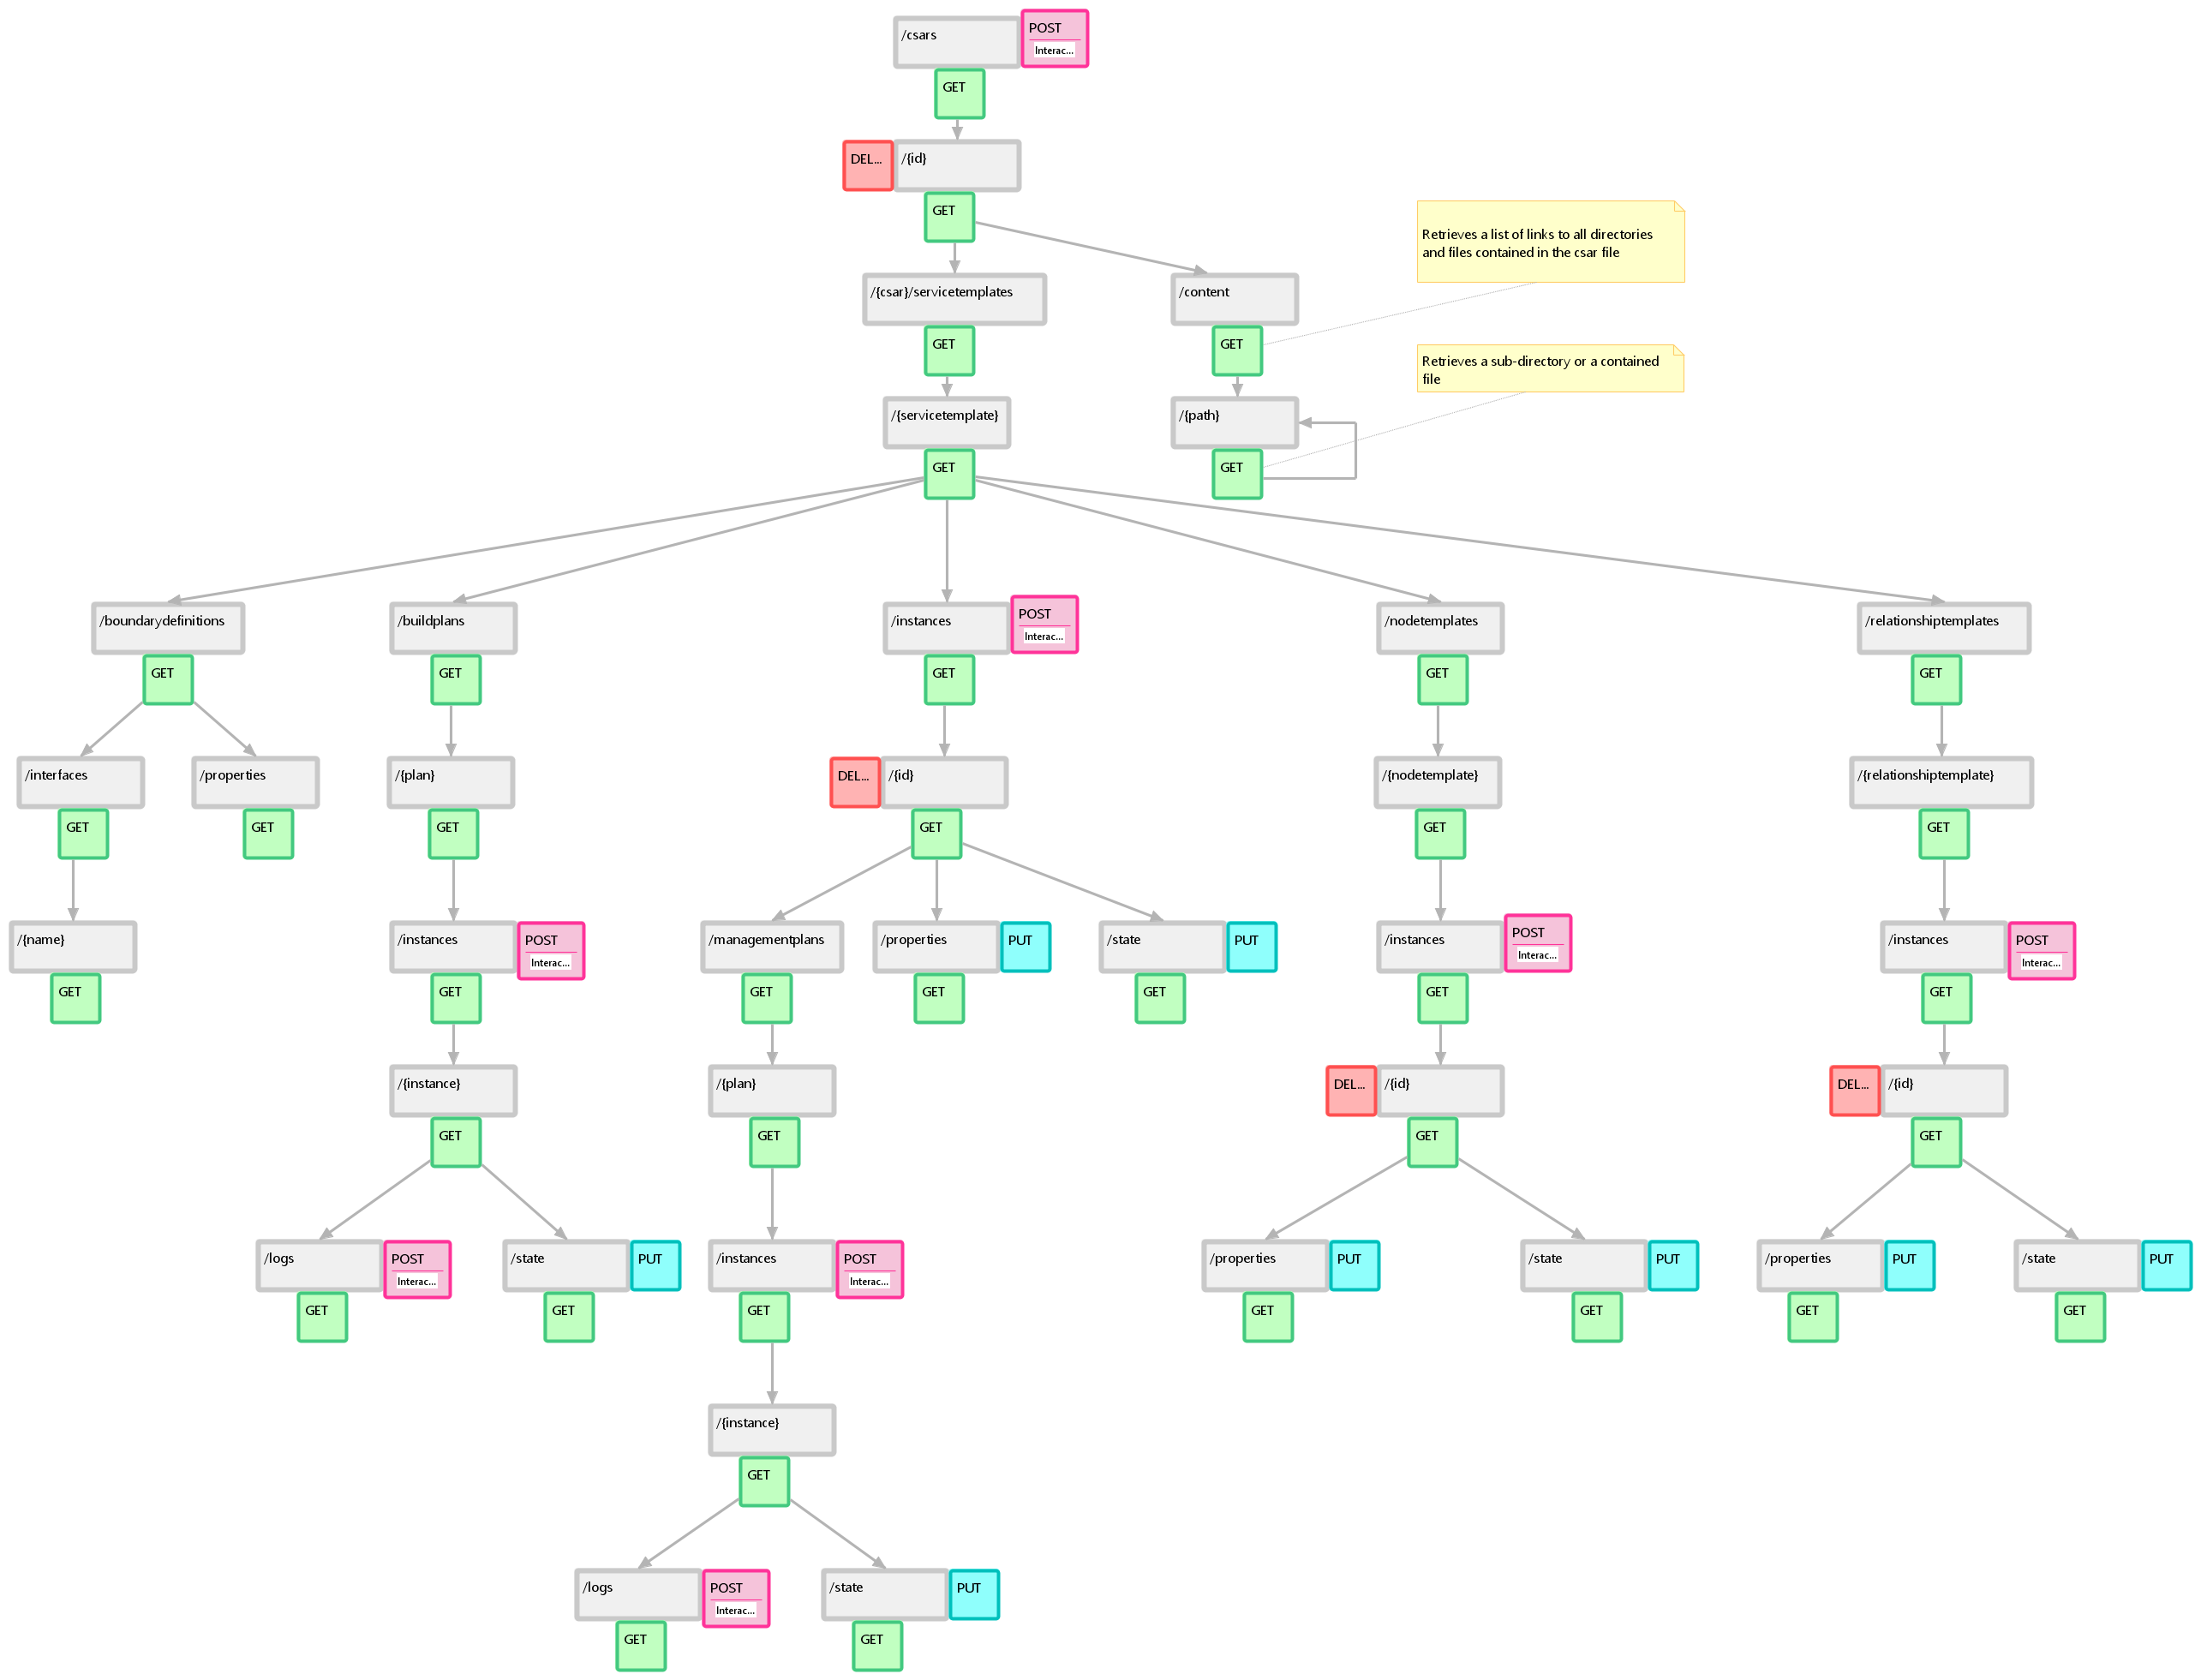 /csars
POST
Interac...
GET
DEL...
/{id}
GET
Retrieves a list of links to all directories
and files contained in the csar file
/{csar}/servicetemplates
/content
GET
GET
Retrieves a sub-directory or a contained
file
/{servicetemplate}
/{path}
GET
GET
/boundarydefinitions
/buildplans
/instances
POST
Interac...
/nodetemplates
/relationshiptemplates
GET
GET
GET
GET
GET
/interfaces
/properties
/{plan}
DEL...
/{id}
/{nodetemplate}
/{relationshiptemplate}
GET
GET
GET
GET
GET
GET
/{name}
/instances
POST
Interac...
/managementplans
/properties
PUT
/state
PUT
/instances
POST
Interac...
/instances
POST
Interac...
GET
GET
GET
GET
GET
GET
GET
/{instance}
/{plan}
DEL...
/{id}
DEL...
/{id}
GET
GET
GET
GET
/logs
POST
Interac...
/state
PUT
/instances
POST
Interac...
/properties
PUT
/state
PUT
/properties
PUT
/state
PUT
GET
GET
GET
GET
GET
GET
GET
/{instance}
GET
/logs
POST
Interac...
/state
PUT
GET
GET